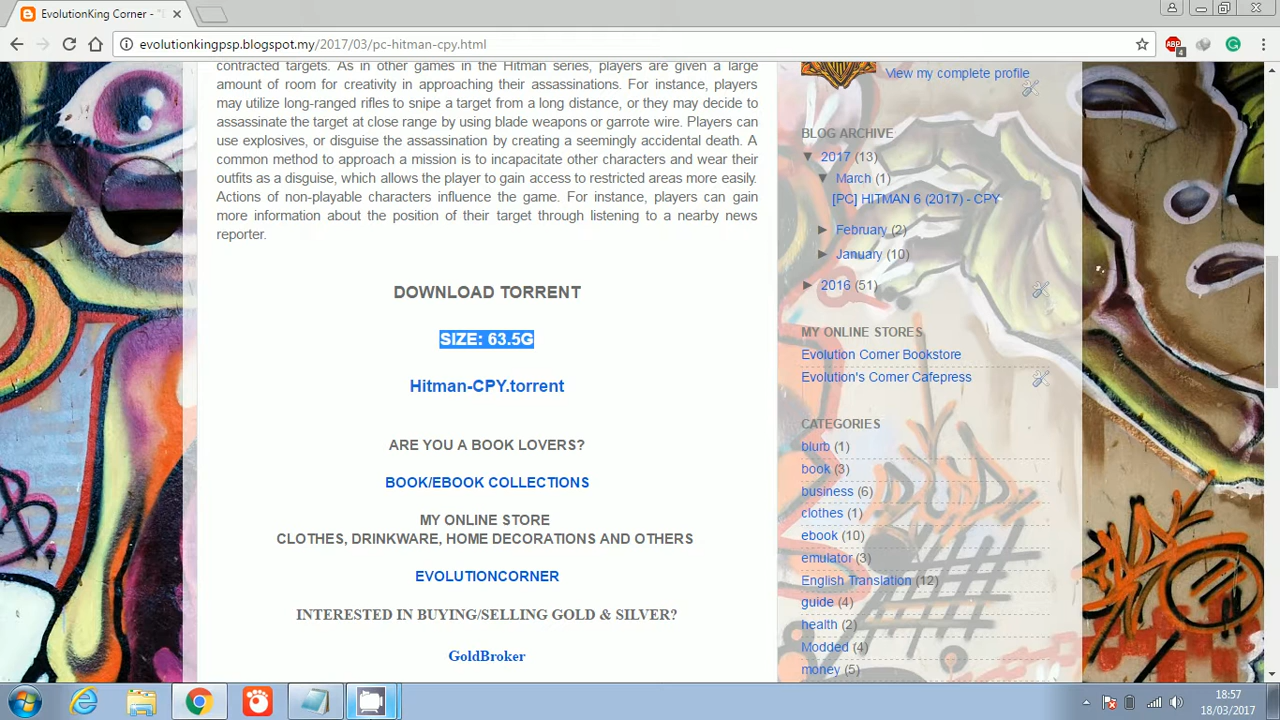 EvolutionKing Corner - "
evolutionkingpsp.blogspot.my/2017/03/pc-hitman-cpy.html
ABP
4
contracted targets. As in other games in the Hitman series, players are given a large
amount of room for creativity in approaching their assassinations. For instance, players
may utilize long-ranged rifles to snipe a target from a long distance, or they may decide to
assassinate the target at close range by using blade weapons or garrote wire. Players can
use explosives, or disguise the assassination by creating a seemingly accidental death. A
common method to approach a mission is to incapacitate other characters and wear their
outfits as a disguise, which allows the player to gain access to restricted areas more easily.
Actions of non-playable characters influence the game. For instance, players can gain
more information about the position of their target through listening to a nearby news
reporter.
DOWNLOAD TORRENT
SIZE: 63.5G
Hitman-CPY.torrent
ARE YOU A BOOK LOVERS?
BOOK/EBOOK COLLECTIONS
MY ONLINE STORE
CLOTHES, DRINKWARE, HOME DECORATIONS AND OTHERS
EVOLUTIONCORNER
INTERESTED IN BUYING/SELLING GOLD & SILVER?
GoldBroker
View my complete profile
BLOG ARCHIVE
▼ 2017 (13)
▼ March (1)
[PC] HITMAN 6 (2017) - CPY
► February (2)
► January (10)
► 2016 (51)
MY ONLINE STORES
Evolution Corner Bookstore
Evolution's Corner Cafepress
CATEGORIES
blurb (1)
book (3)
business (6)
clothes (1)
ebook (10)
emulator (3)
English Translation (12)
guide (4)
health (2)
Modded (4)
money (5)
18:57
18/03/2017